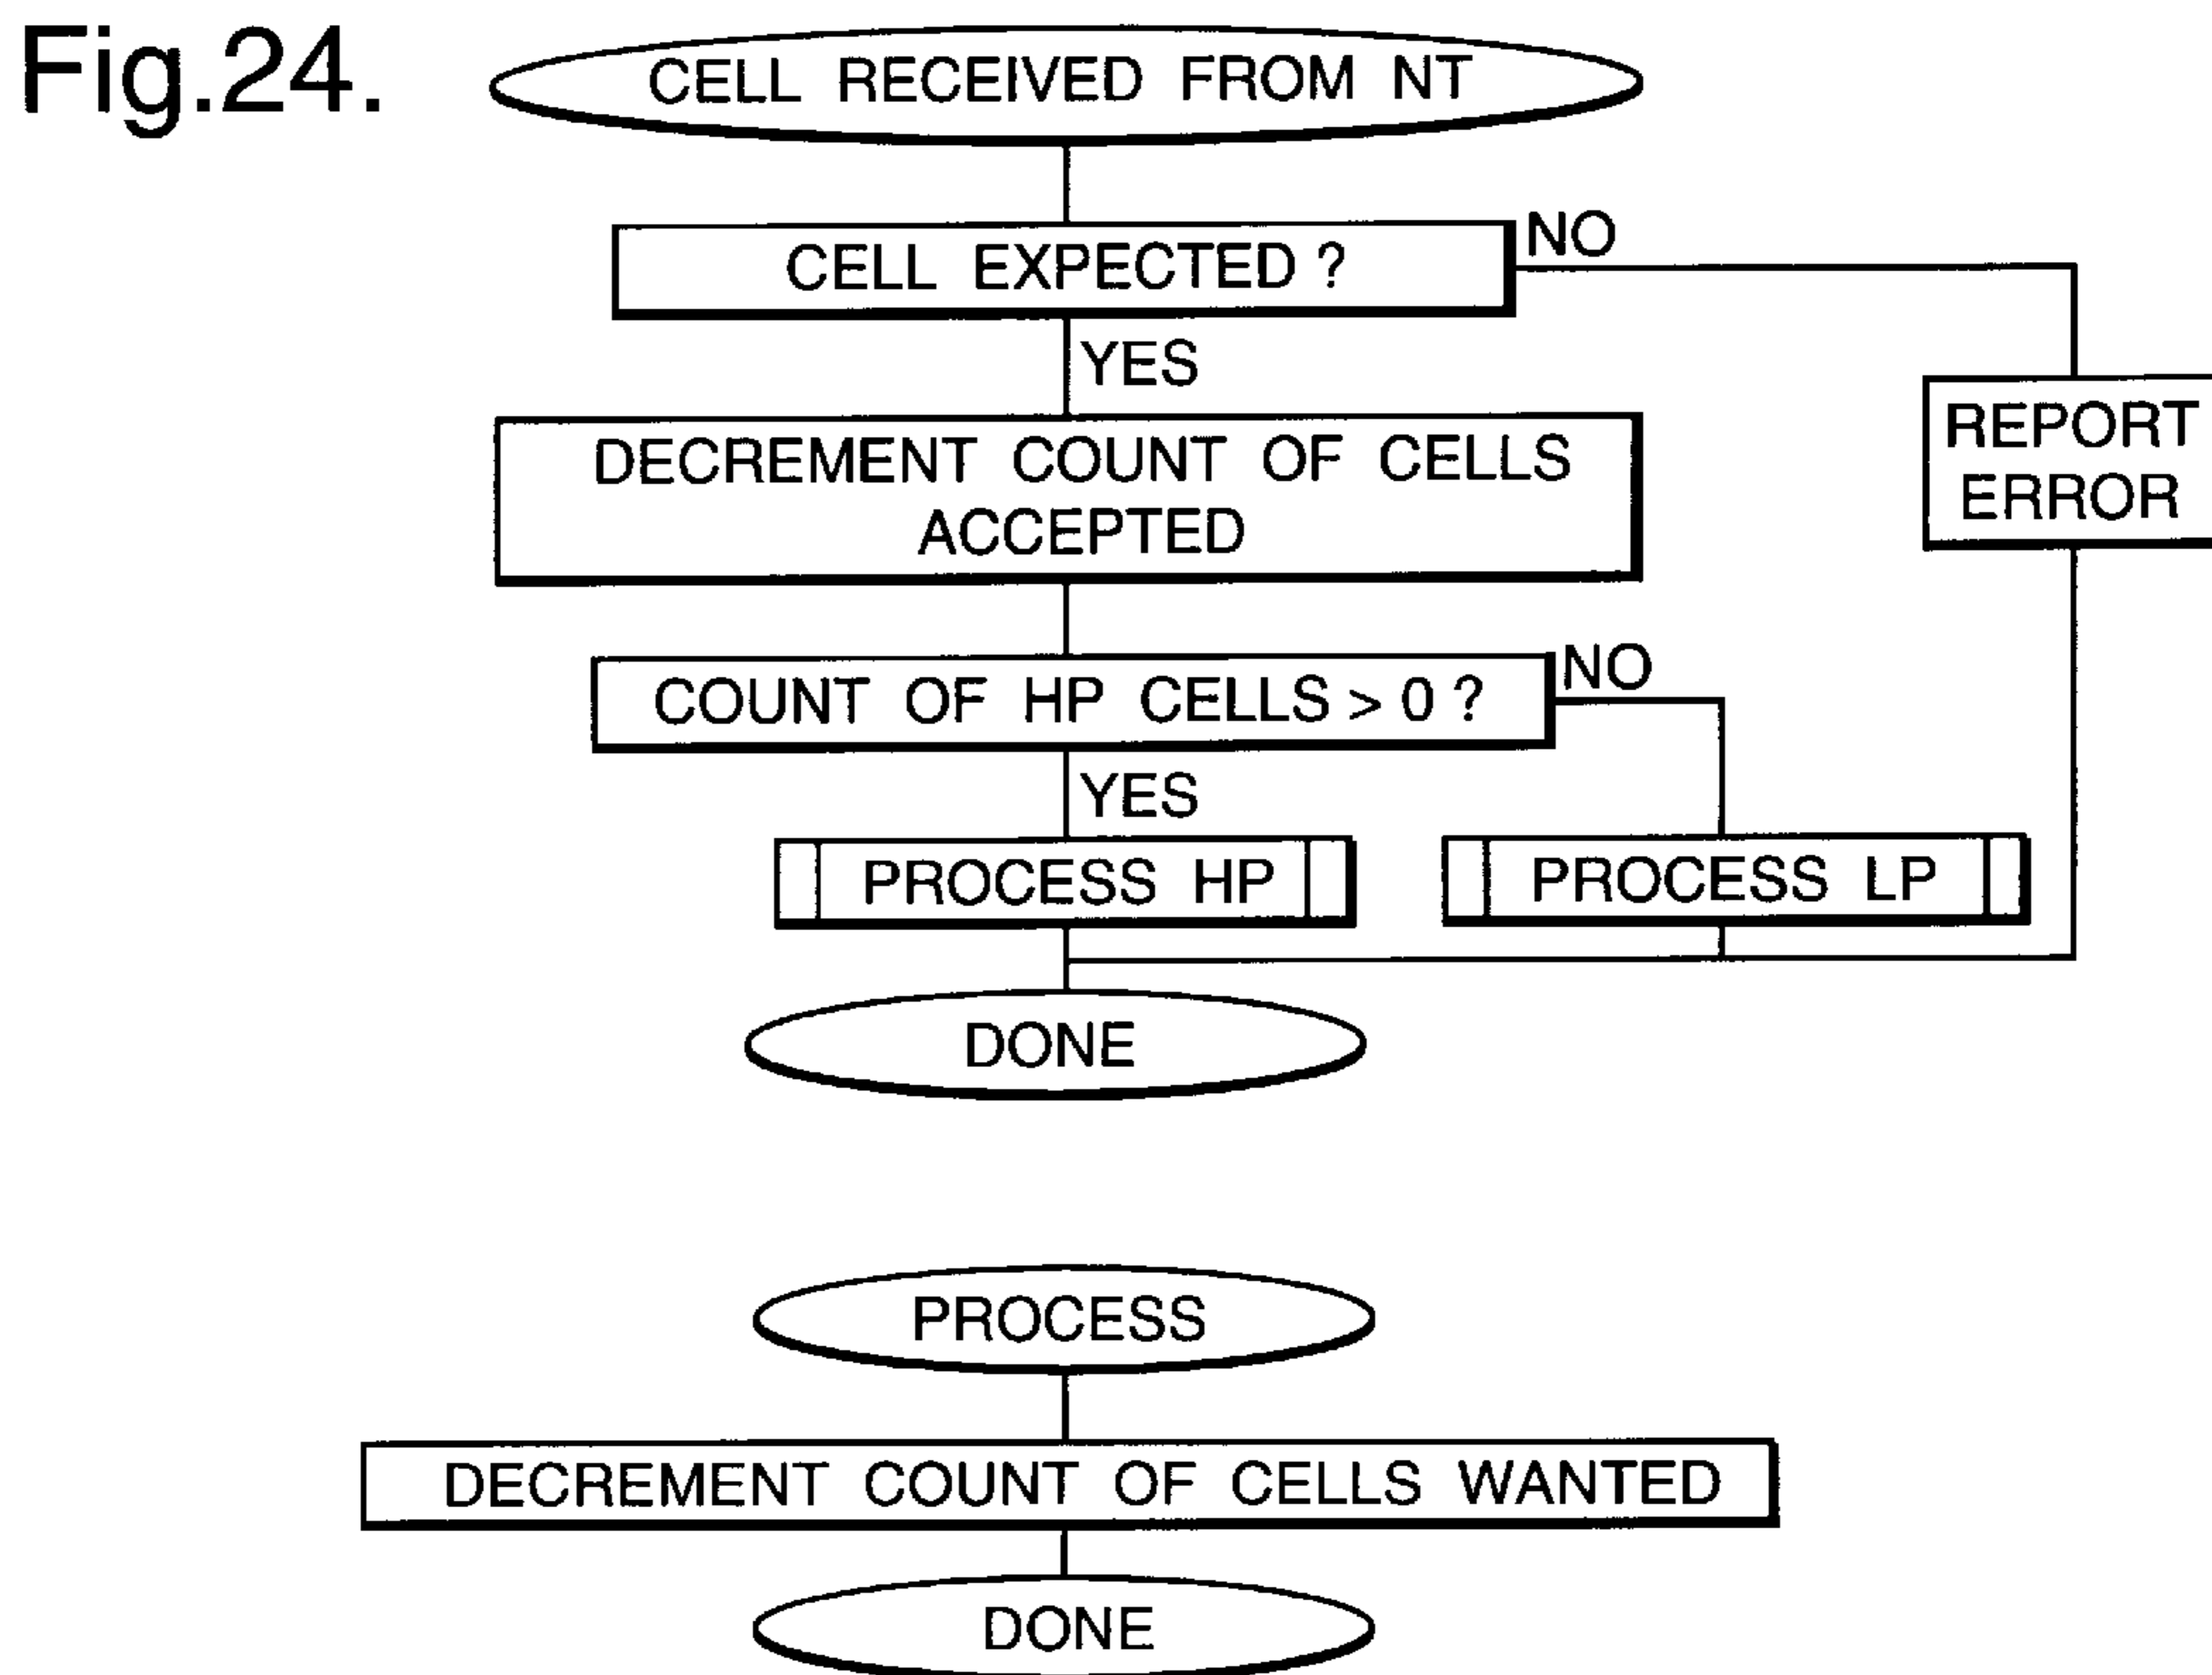 Fig.24.
CELL RECEIVED FROM NT
CELL EXPECTED ?
NO
YES
REPORT
ERROR
DECREMENT COUNT OF CELLS
ACCEPTED
COUNT OF HP CELLS > 0 ?
NO
YES
PROCESS HP
PROCESS LP
DONE
PROCESS
DECREMENT COUNT OF CELLS WANTED
DONE